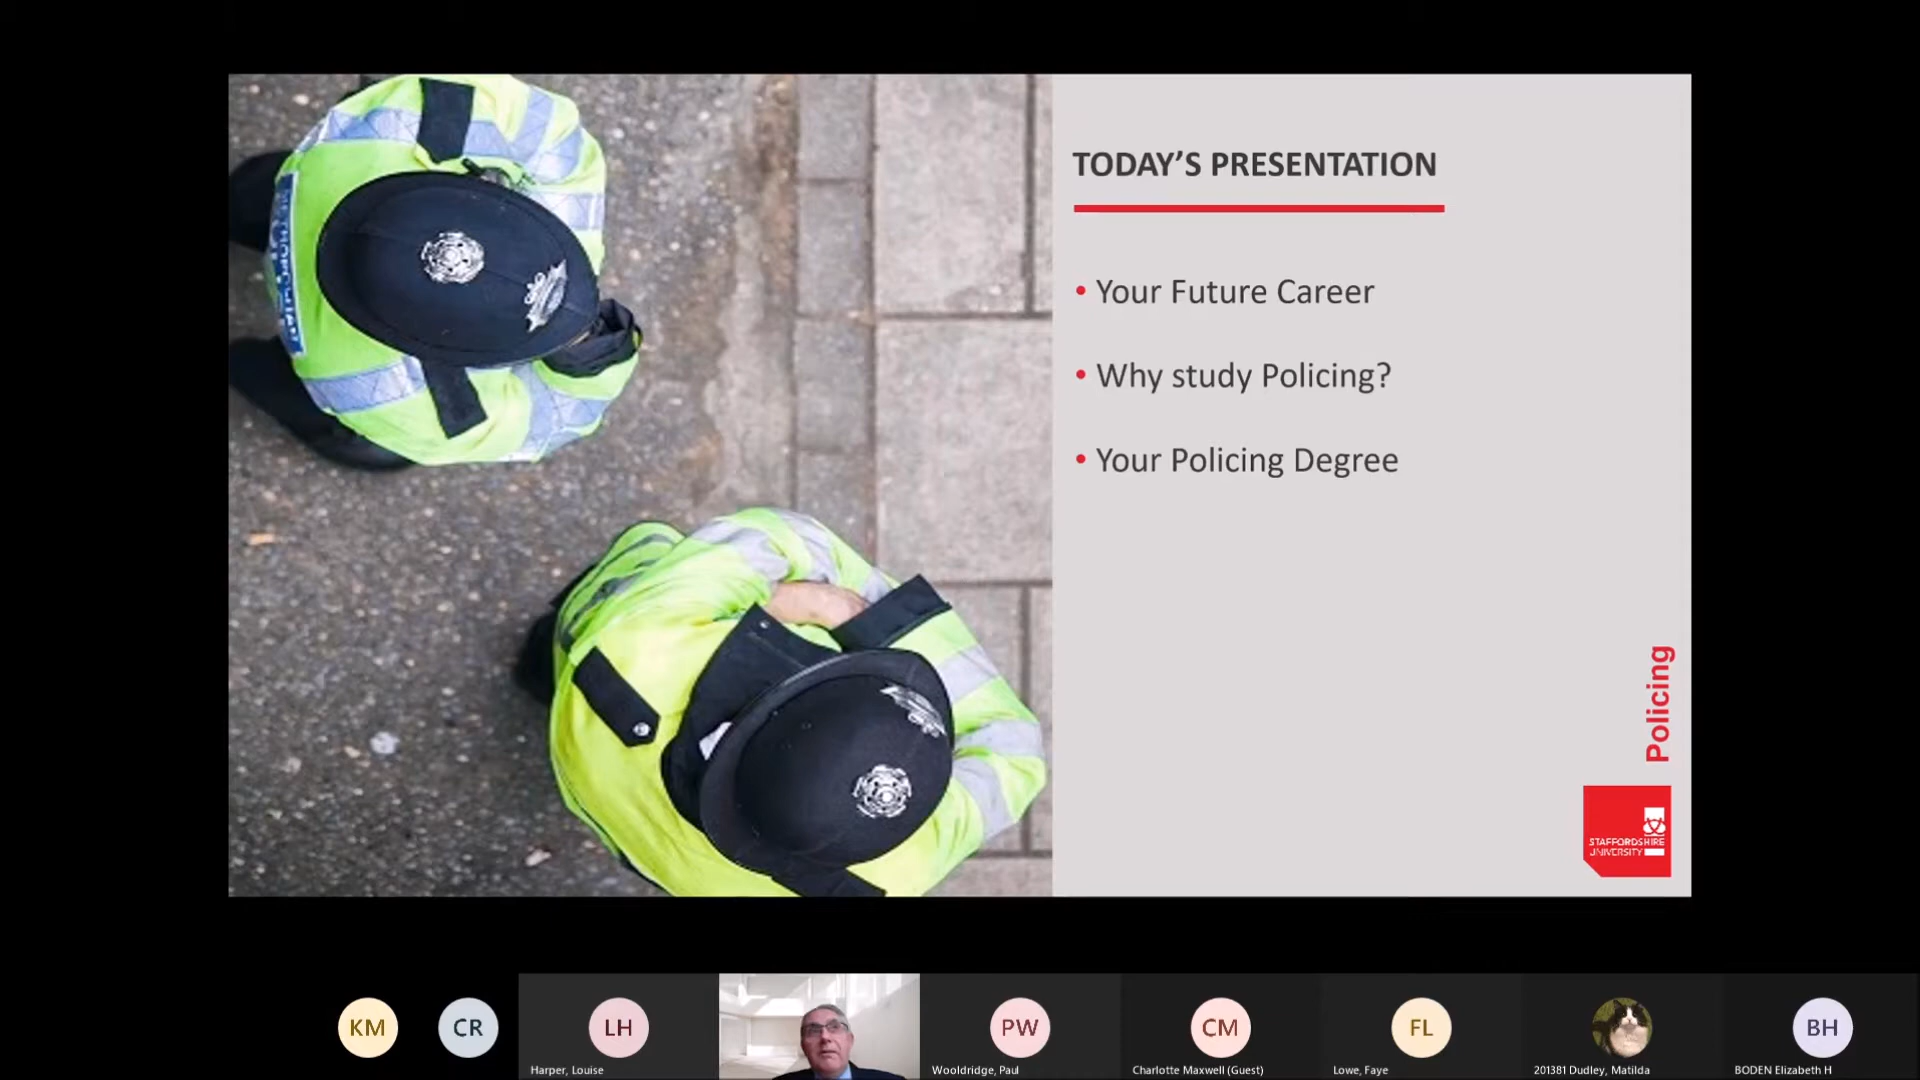 TODAY’S PRESENTATION
• Your Future Career
• Why study Policing?
• Your Policing Degree
Policing
STAFFORDSHIRE
UNIVERSITY
KM
CR
LH
PW
CM
FL
BH
Harper, Louise
Wooldridge, Paul
Charlotte Maxwell (Guest)
Lowe, Faye
201381 Dudley, Matilda
BODEN Elizabeth H